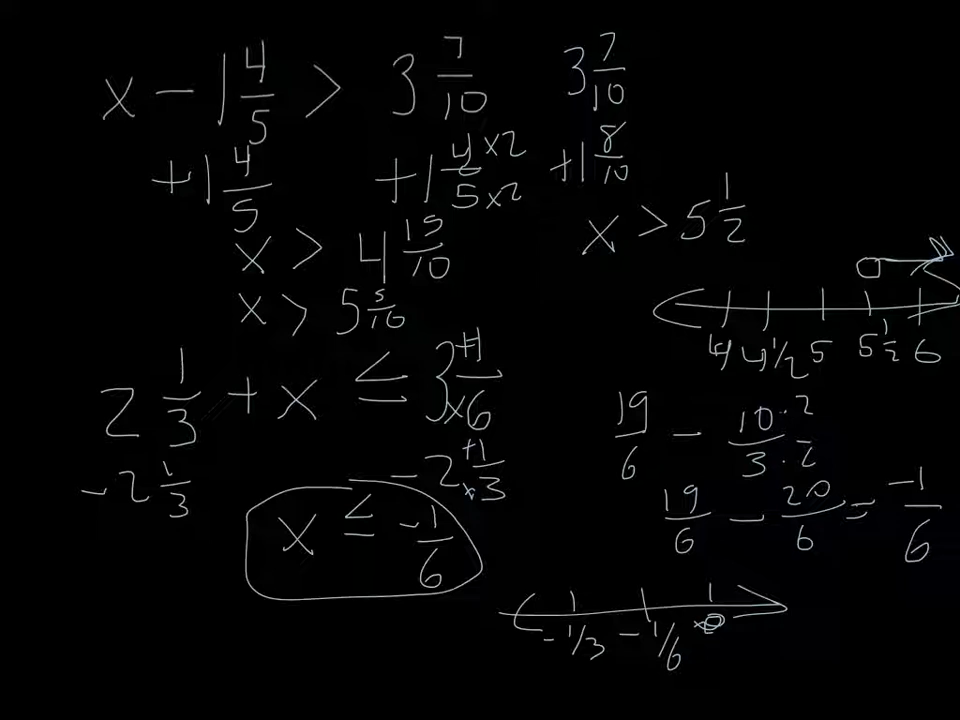 x - 1 4/5 > 3 7/10
+1 4/5 +1 4×2/5×2
x > 4 15/10
x > 5 5/10
3 7/10
+1 8/10
x > 5 1/2
4 4 1/2 5 5 1/2 6
2 1/3 + x ≤ 3 +1/×6
-2 1/3 -2 +1/×3
x ≤ -1/6
19/6 - 10·2/3·2
19/6 - 20/6 = -1/6
-1/3 -1/6 0